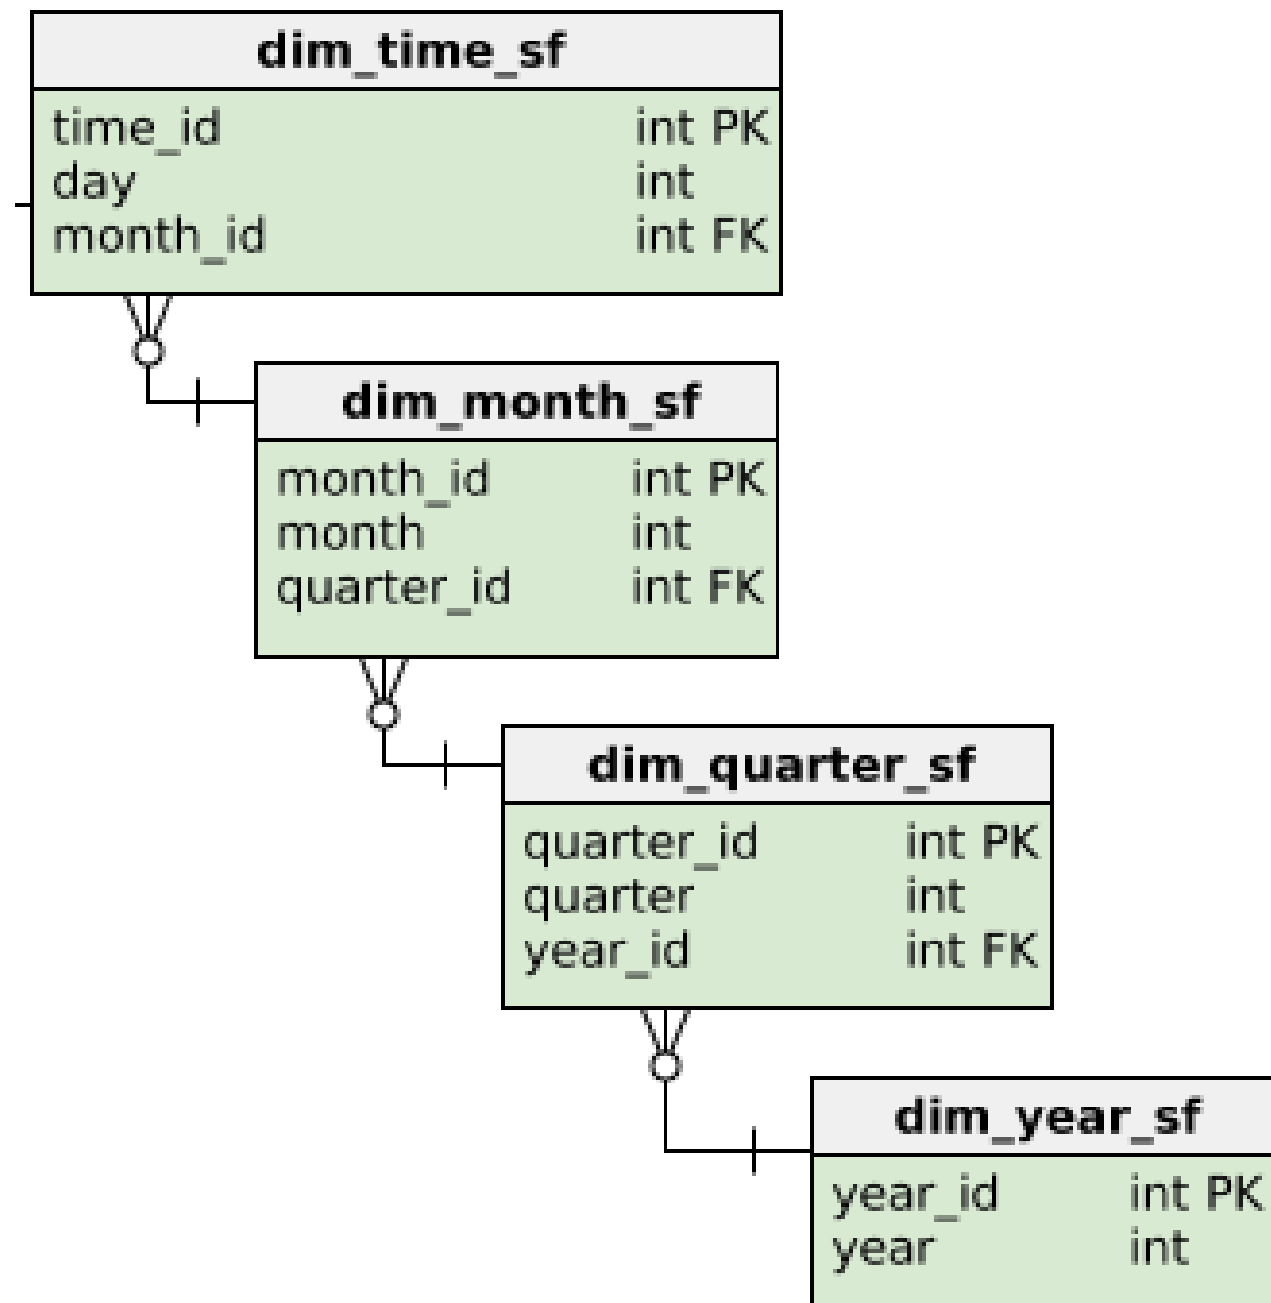 dim_time_sf
time_id int PK
day int
month_id int FK
dim_month_sf
month_id int PK
month int
quarter_id int FK
dim_quarter_sf
quarter_id int PK
quarter int
year_id int FK
dim_year_sf
year_id int PK
year int